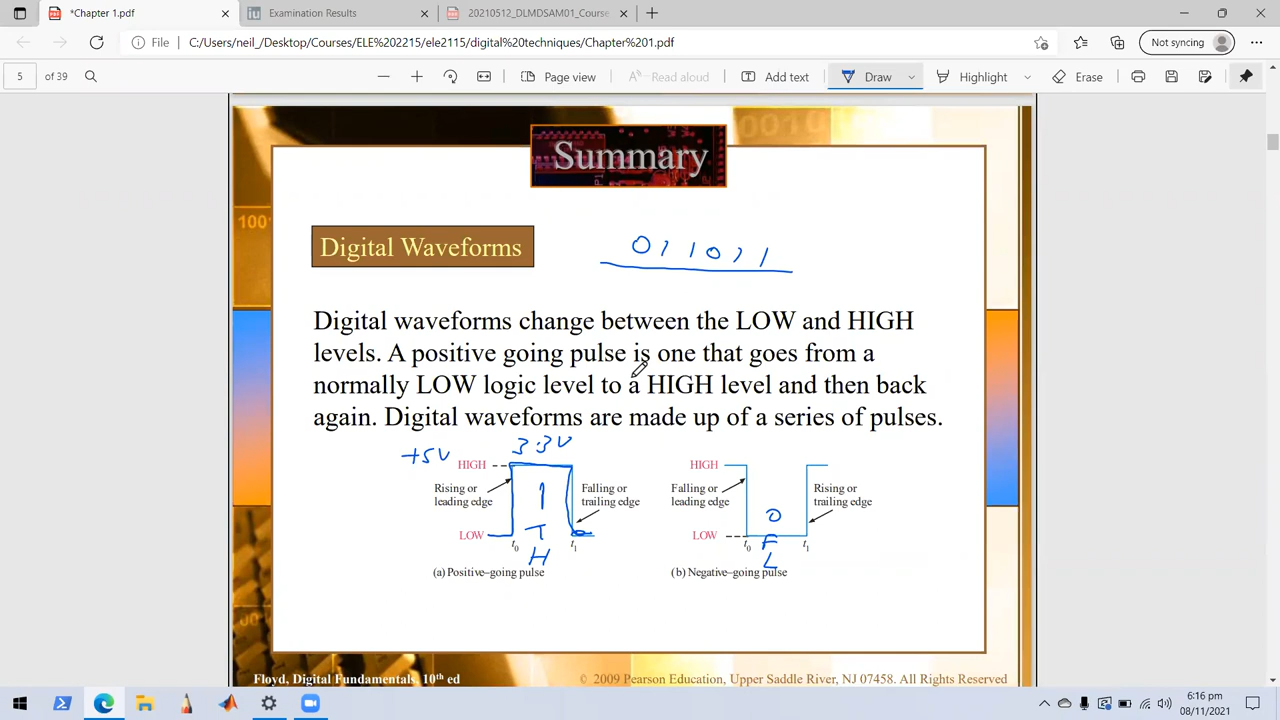 *Chapter 1.pdf
Examination Results
20210512_DLMDSAM01_Course
File
C:/Users/neil_/Desktop/Courses/ELE%202215/ele2115/digital%20techniques/Chapter%201.pdf
Not syncing
5
of 39
Page view
Read aloud
Add text
Draw
Highlight
Erase
Summary
Digital Waveforms
0 1 1 0 1 1
Digital waveforms change between the LOW and HIGH
levels. A positive going pulse is one that goes from a
normally LOW logic level to a HIGH level and then back
again. Digital waveforms are made up of a series of pulses.
+5V
3.3V
HIGH
Rising or
leading edge
1
T
H
Falling or
trailing edge
LOW
t0
t1
(a) Positive–going pulse
HIGH
Falling or
leading edge
0
F
L
Rising or
trailing edge
LOW
t0
t1
(b) Negative–going pulse
Floyd, Digital Fundamentals, 10th ed
© 2009 Pearson Education, Upper Saddle River, NJ 07458. All Rights Reserved
6:16 pm
08/11/2021